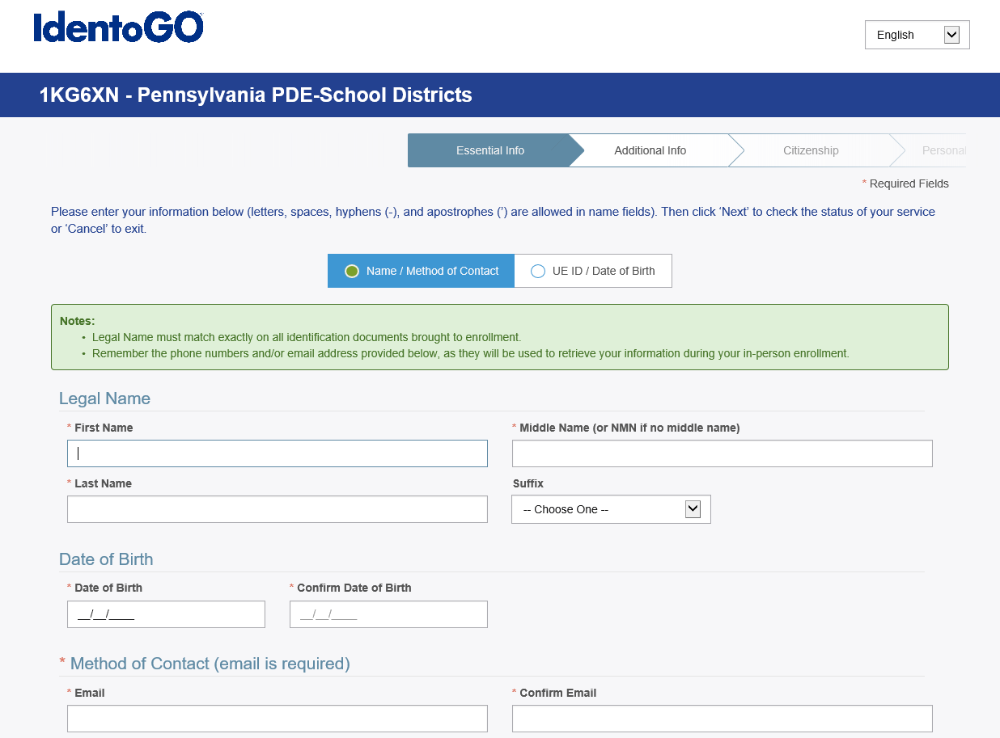 IdentoGO
English
1KG6XN - Pennsylvania PDE-School Districts
Essential Info
Additional Info
Citizenship
Personal
* Required Fields
Please enter your information below (letters, spaces, hyphens (-), and apostrophes (’) are allowed in name fields). Then click ‘Next’ to check the status of your service
or ‘Cancel’ to exit.
Name / Method of Contact
UE ID / Date of Birth
Notes:
• Legal Name must match exactly on all identification documents brought to enrollment.
• Remember the phone numbers and/or email address provided below, as they will be used to retrieve your information during your in-person enrollment.
Legal Name
* First Name
* Middle Name (or NMN if no middle name)
* Last Name
Suffix
-- Choose One --
Date of Birth
* Date of Birth
* Confirm Date of Birth
__/__/____
__/__/____
* Method of Contact (email is required)
* Email
* Confirm Email